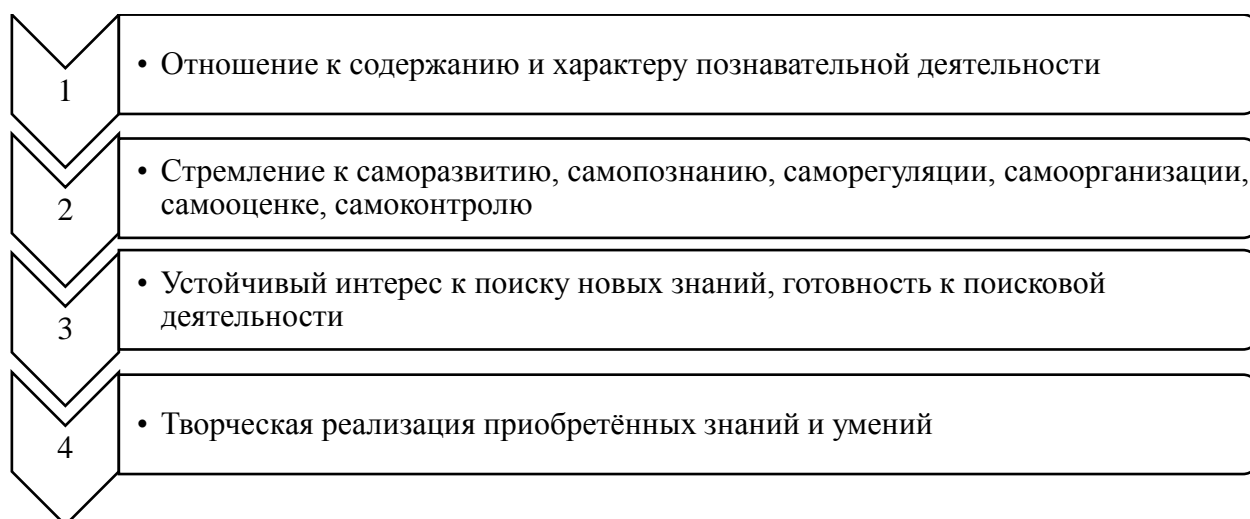 1
• Отношение к содержанию и характеру познавательной деятельности
2
• Стремление к саморазвитию, самопознанию, саморегуляции, самоорганизации,
самооценке, самоконтролю
3
• Устойчивый интерес к поиску новых знаний, готовность к поисковой
деятельности
4
• Творческая реализация приобретённых знаний и умений